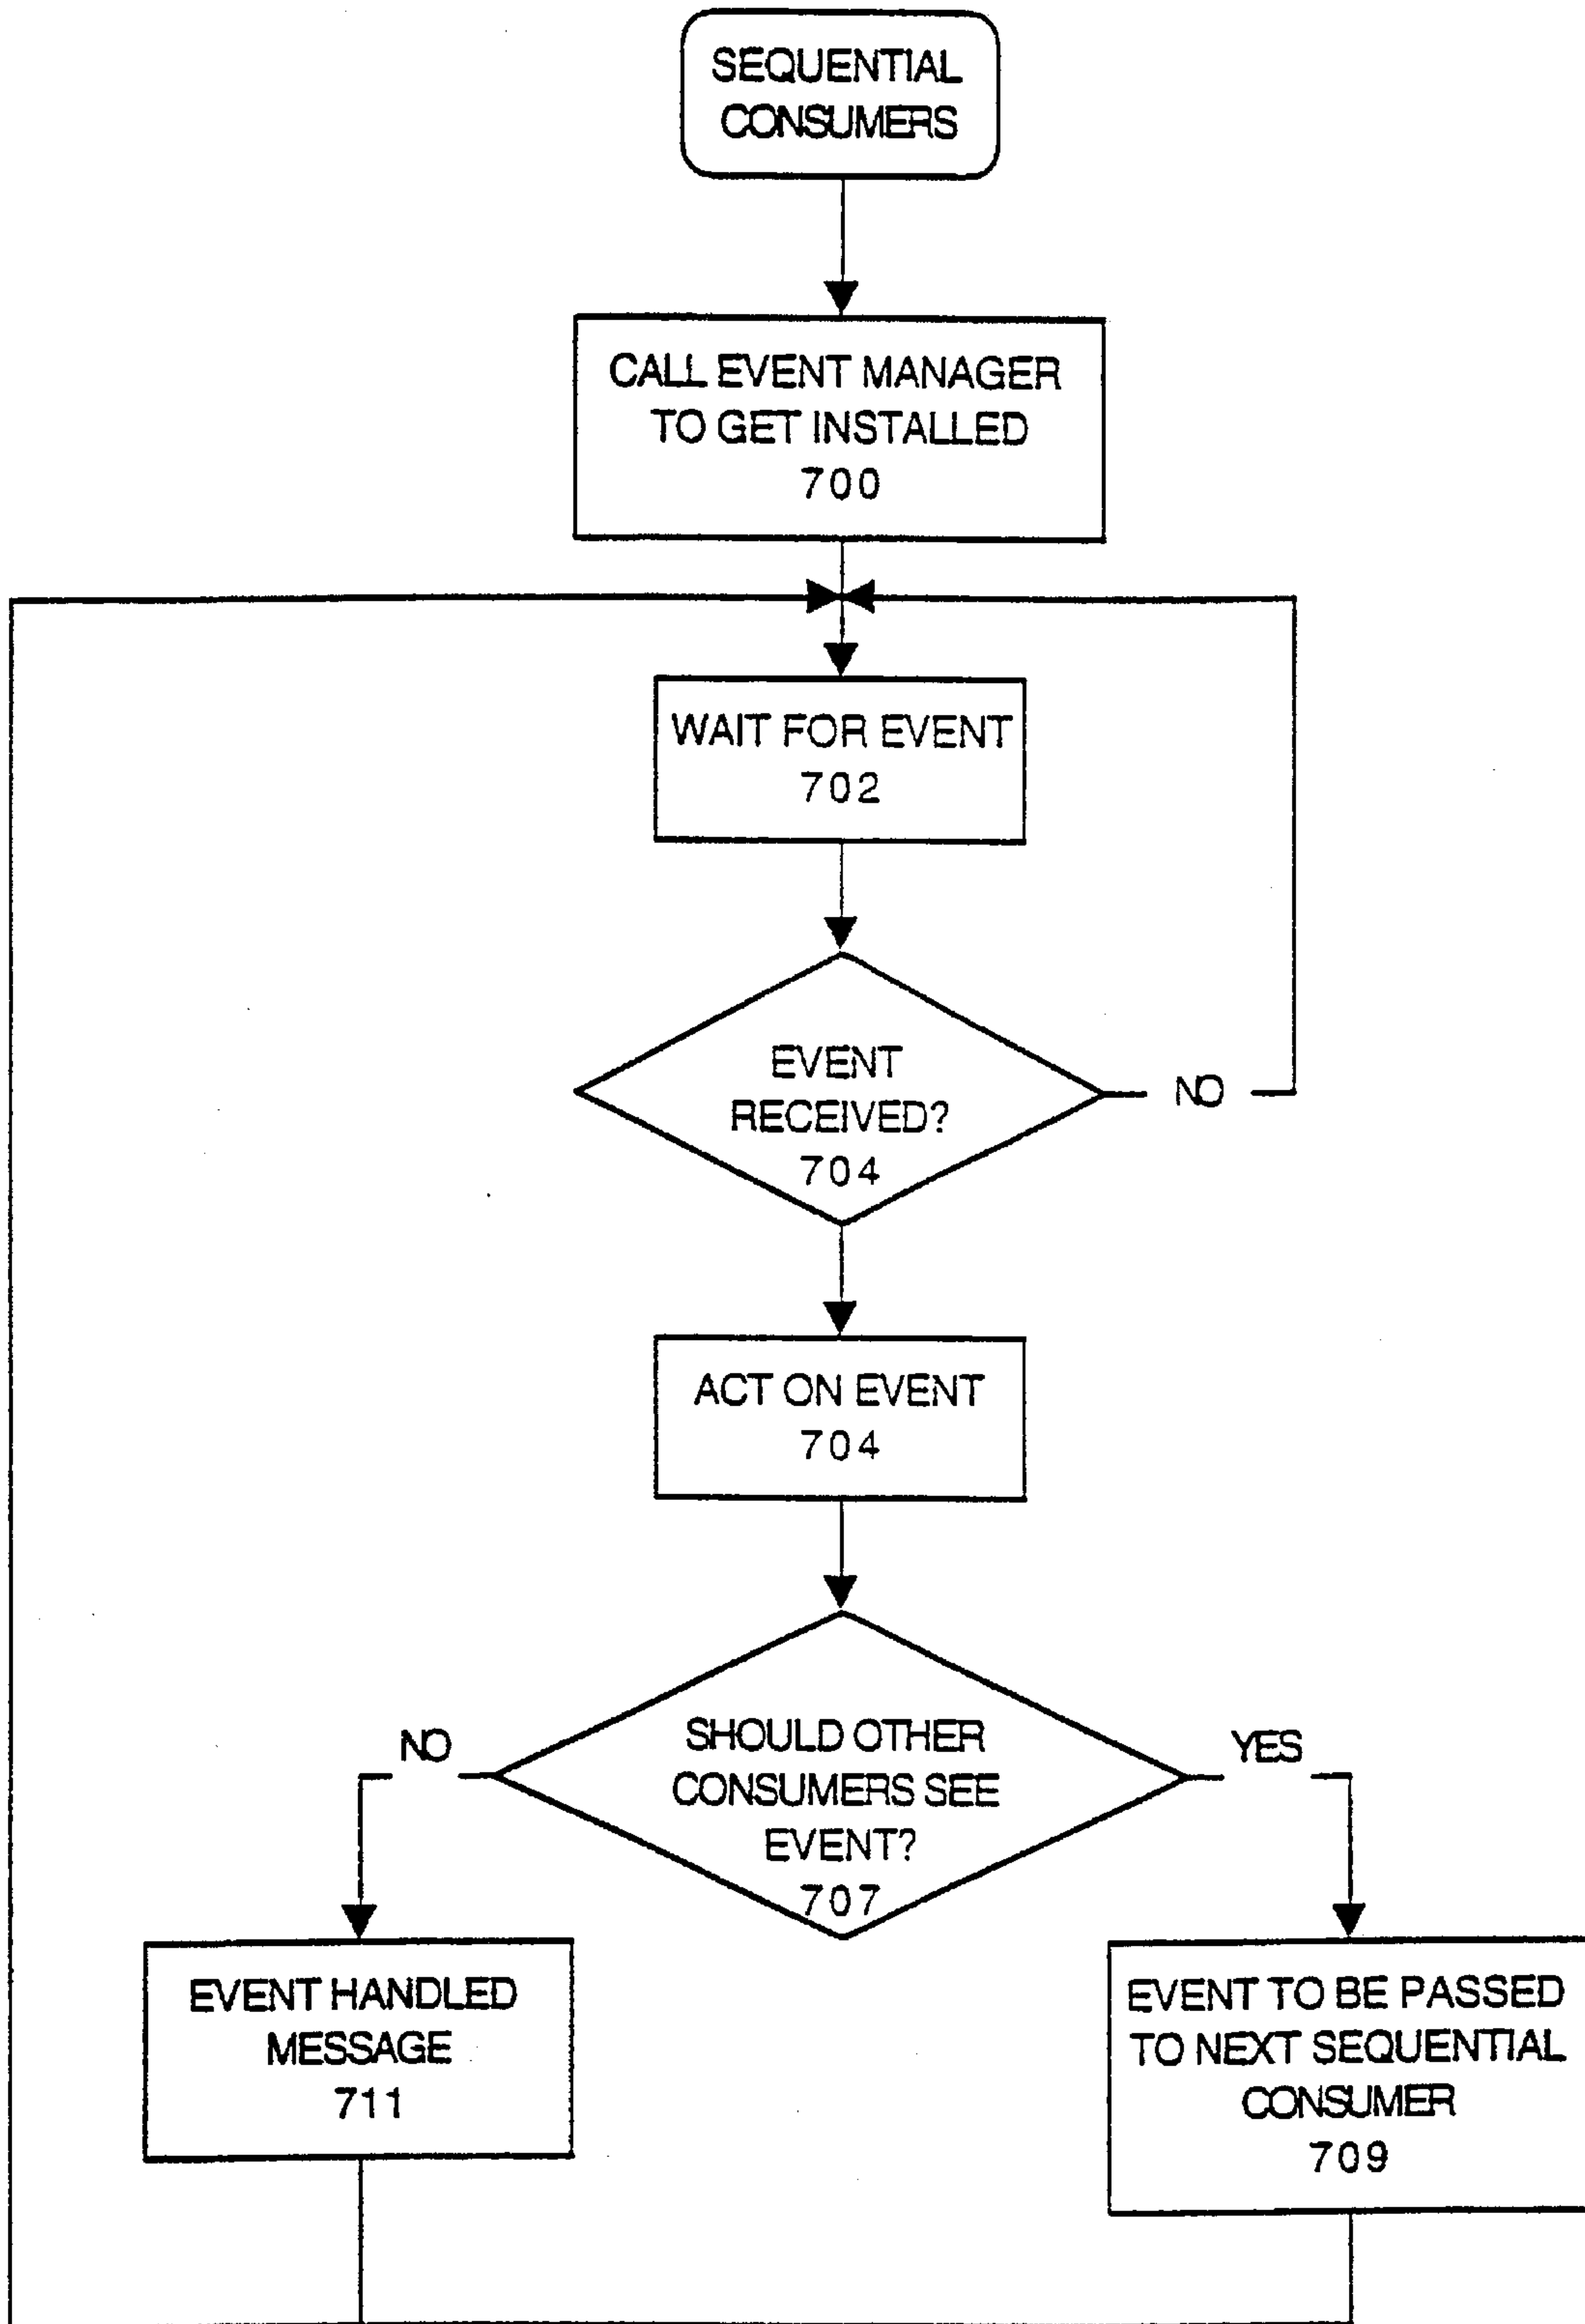 SEQUENTIAL
CONSUMERS
CALL EVENT MANAGER
TO GET INSTALLED
700
WAIT FOR EVENT
702
EVENT
RECEIVED?
704
NO
ACT ON EVENT
704
SHOULD OTHER
CONSUMERS SEE
EVENT?
707
NO
YES
EVENT HANDLED
MESSAGE
711
EVENT TO BE PASSED
TO NEXT SEQUENTIAL
CONSUMER
709